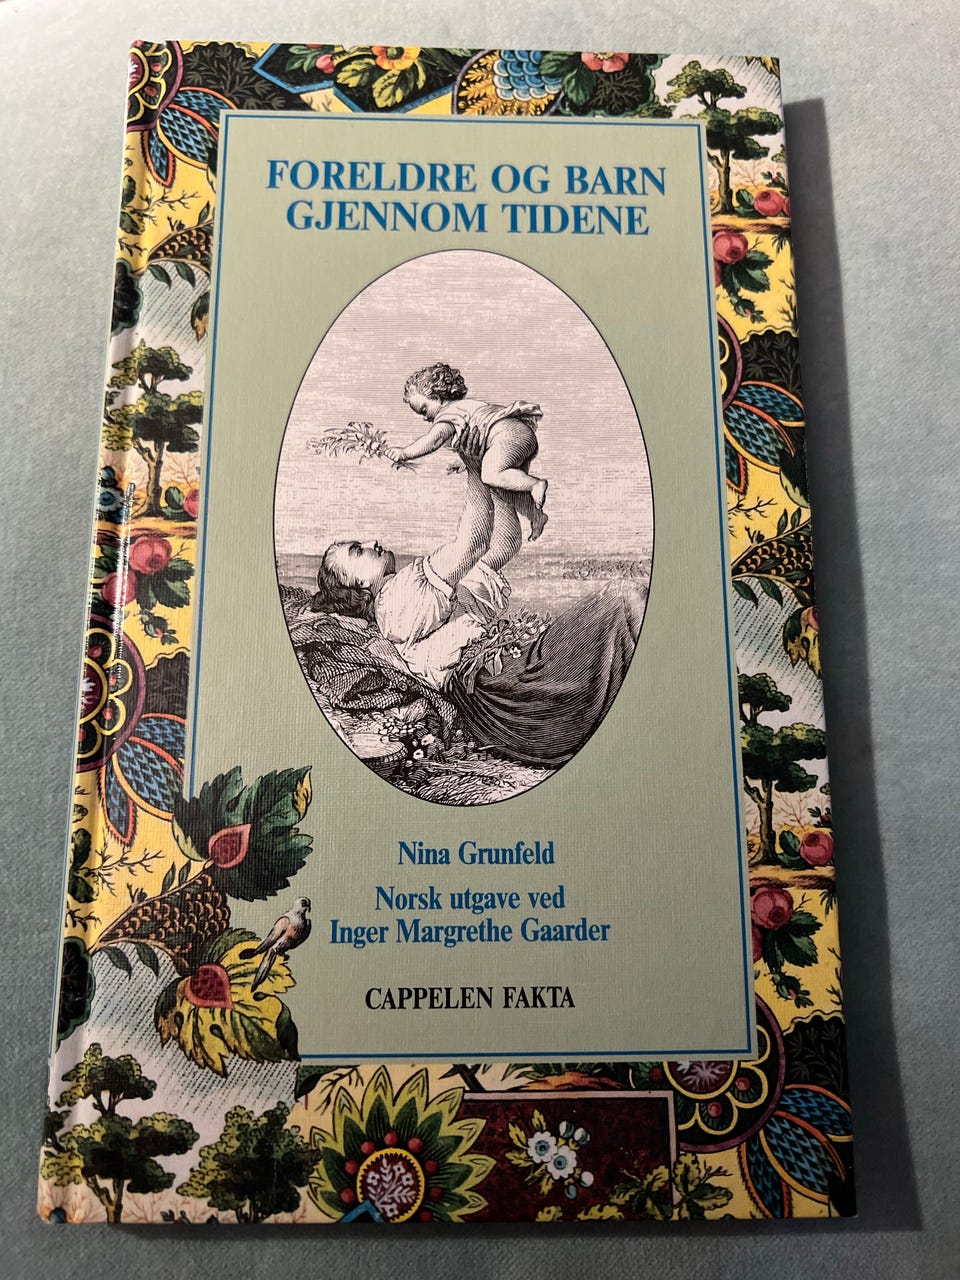 FORELDRE OG BARN
GJENNOM TIDENE
Nina Grunfeld
Norsk utgave ved
Inger Margrethe Gaarder
CAPPELEN FAKTA